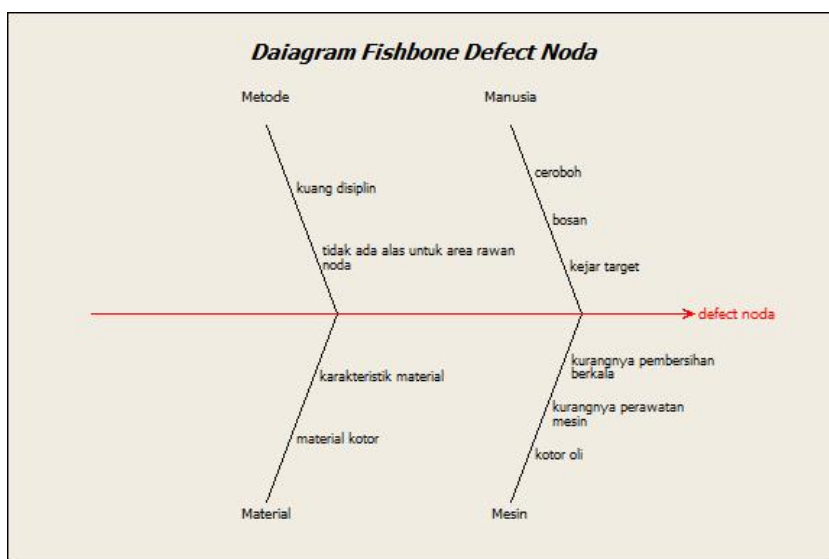 Daiagram Fishbone Defect Noda
Metode
Manusia
kuang disiplin
tidak ada alas untuk area rawan
noda
ceroboh
bosan
kejar target
defect noda
karakteristik material
material kotor
kurangnya pembersihan
berkala
kurangnya perawatan
mesin
kotor oli
Material
Mesin